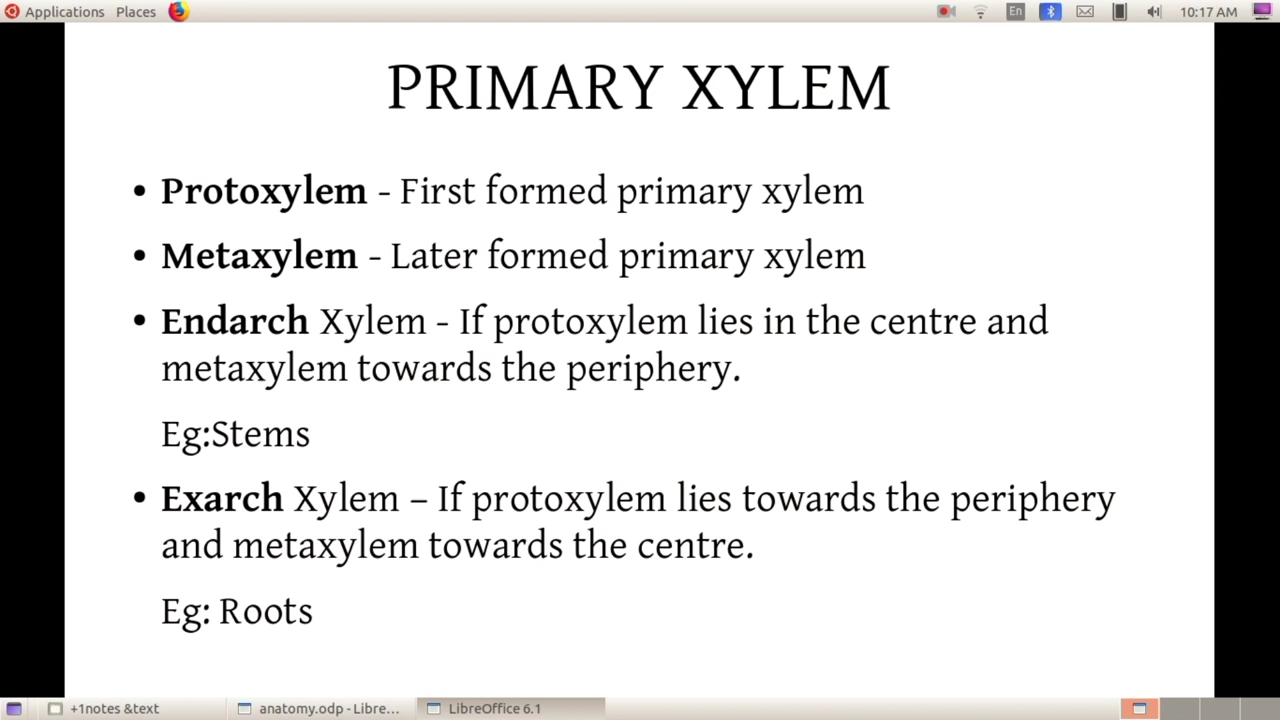 Applications Places En 10:17 AM
PRIMARY XYLEM
• Protoxylem - First formed primary xylem
• Metaxylem - Later formed primary xylem
• Endarch Xylem - If protoxylem lies in the centre and
metaxylem towards the periphery.
Eg:Stems
• Exarch Xylem – If protoxylem lies towards the periphery
and metaxylem towards the centre.
Eg: Roots
+1notes &text anatomy.odp - Libre... LibreOffice 6.1